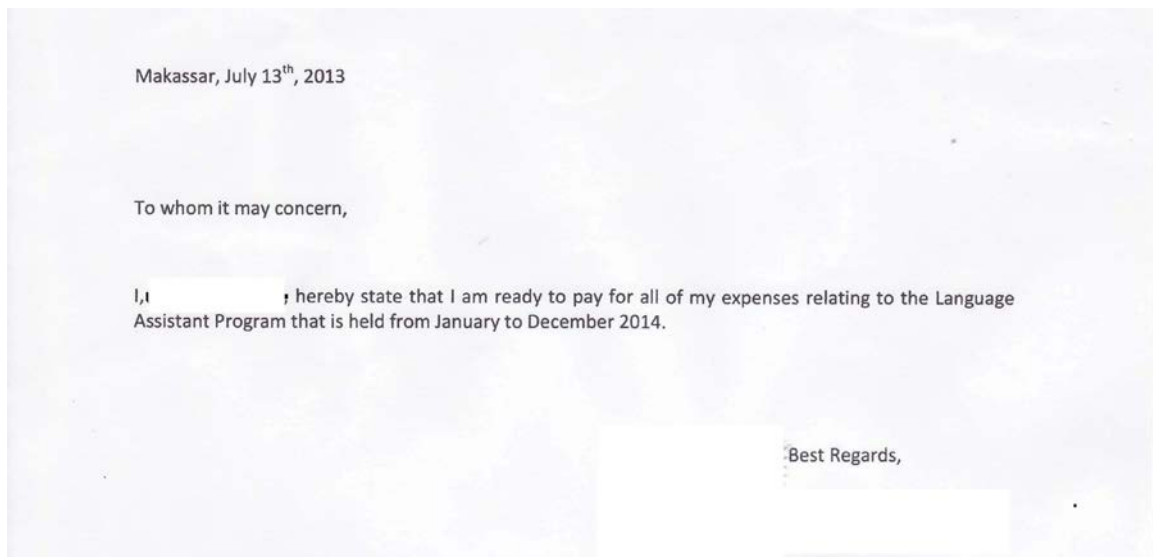 Makassar, July 13th, 2013
To whom it may concern,
I, , hereby state that I am ready to pay for all of my expenses relating to the Language
Assistant Program that is held from January to December 2014.
Best Regards,